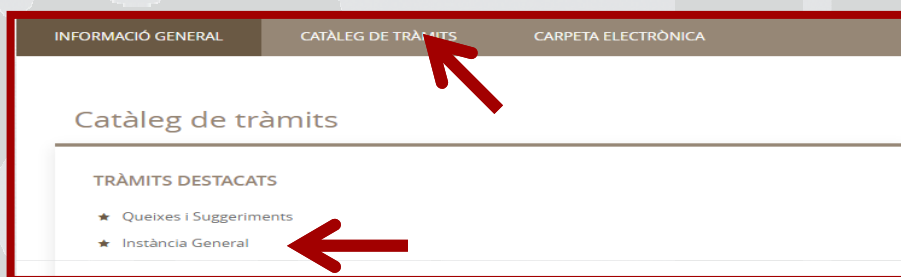 INFORMACIÓ GENERAL CATÀLEG DE TRÀMITS CARPETA ELECTRÒNICA
Catàleg de tràmits
TRÀMITS DESTACATS
★ Queixes i Suggeriments
★ Instància General